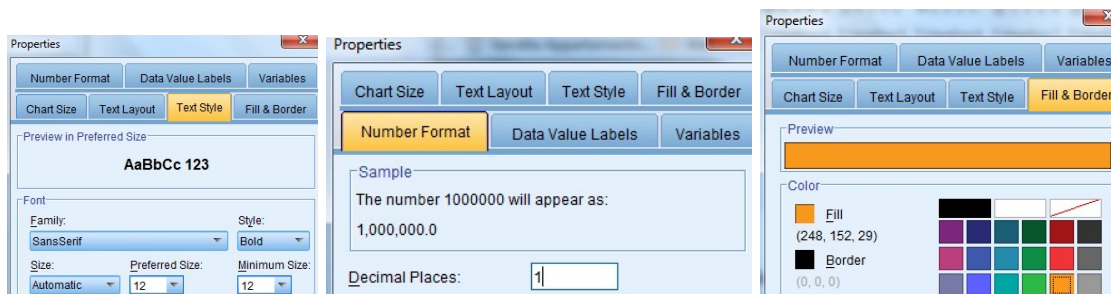 Properties
Number Format Data Value Labels Variables
Chart Size Text Layout Text Style Fill & Border
Preview in Preferred Size
AaBbCc 123
Font
Family: Style:
SansSerif Bold
Size: Preferred Size: Minimum Size:
Automatic 12 12
Properties
Chart Size Text Layout Text Style Fill & Border
Number Format Data Value Labels Variables
Sample
The number 1000000 will appear as:
1,000,000.0
Decimal Places: 1
Properties
Number Format Data Value Labels Variables
Chart Size Text Layout Text Style Fill & Border
Preview
Color
Fill
(248, 152, 29)
Border
(0, 0, 0)